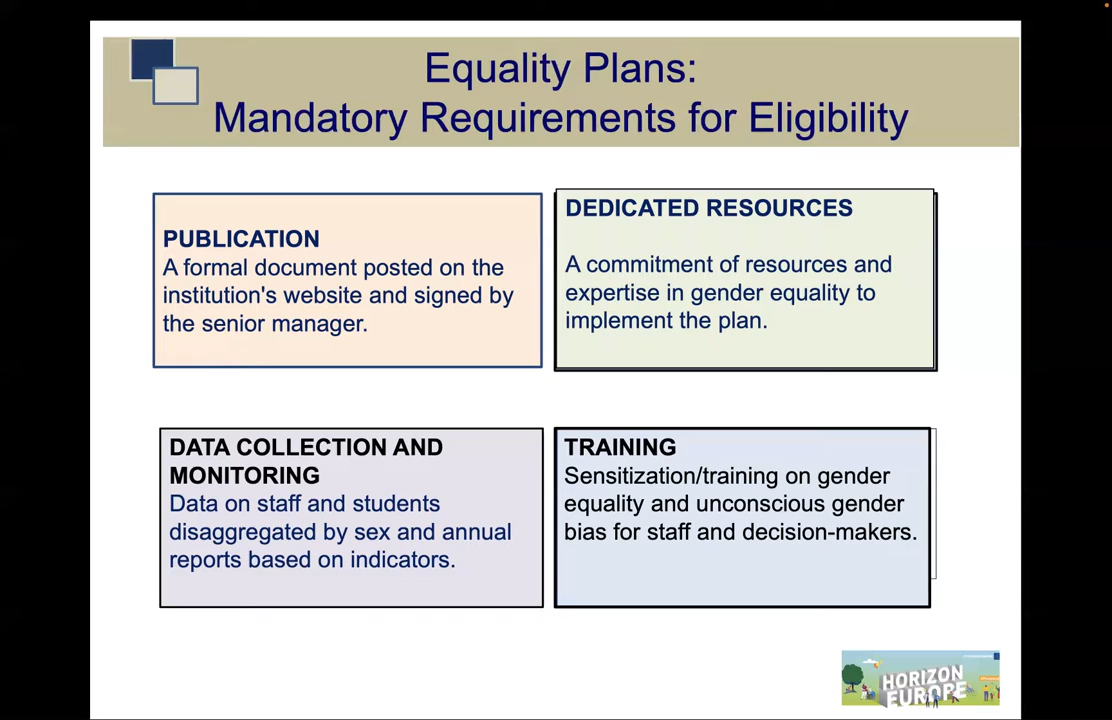 Equality Plans:
Mandatory Requirements for Eligibility
PUBLICATION
A formal document posted on the
institution's website and signed by
the senior manager.
DEDICATED RESOURCES
A commitment of resources and
expertise in gender equality to
implement the plan.
DATA COLLECTION AND
MONITORING
Data on staff and students
disaggregated by sex and annual
reports based on indicators.
TRAINING
Sensitization/training on gender
equality and unconscious gender
bias for staff and decision-makers.
HORIZON
EUROPE